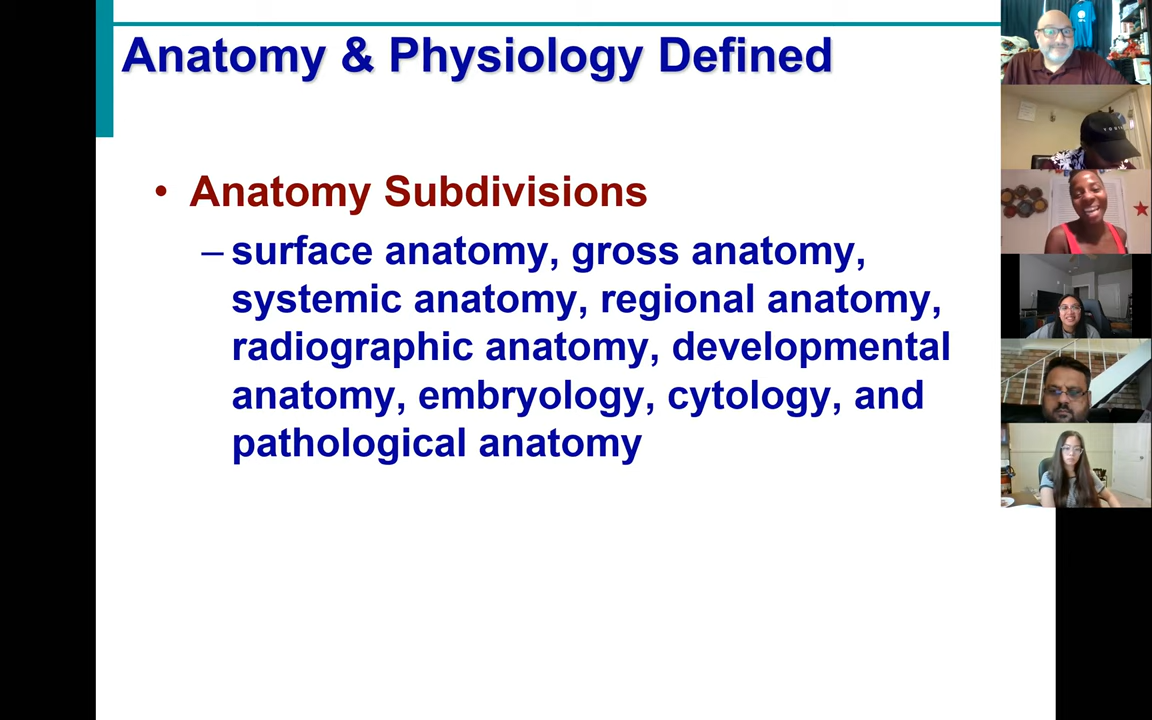 Anatomy & Physiology Defined
• Anatomy Subdivisions
– surface anatomy, gross anatomy,
systemic anatomy, regional anatomy,
radiographic anatomy, developmental
anatomy, embryology, cytology, and
pathological anatomy